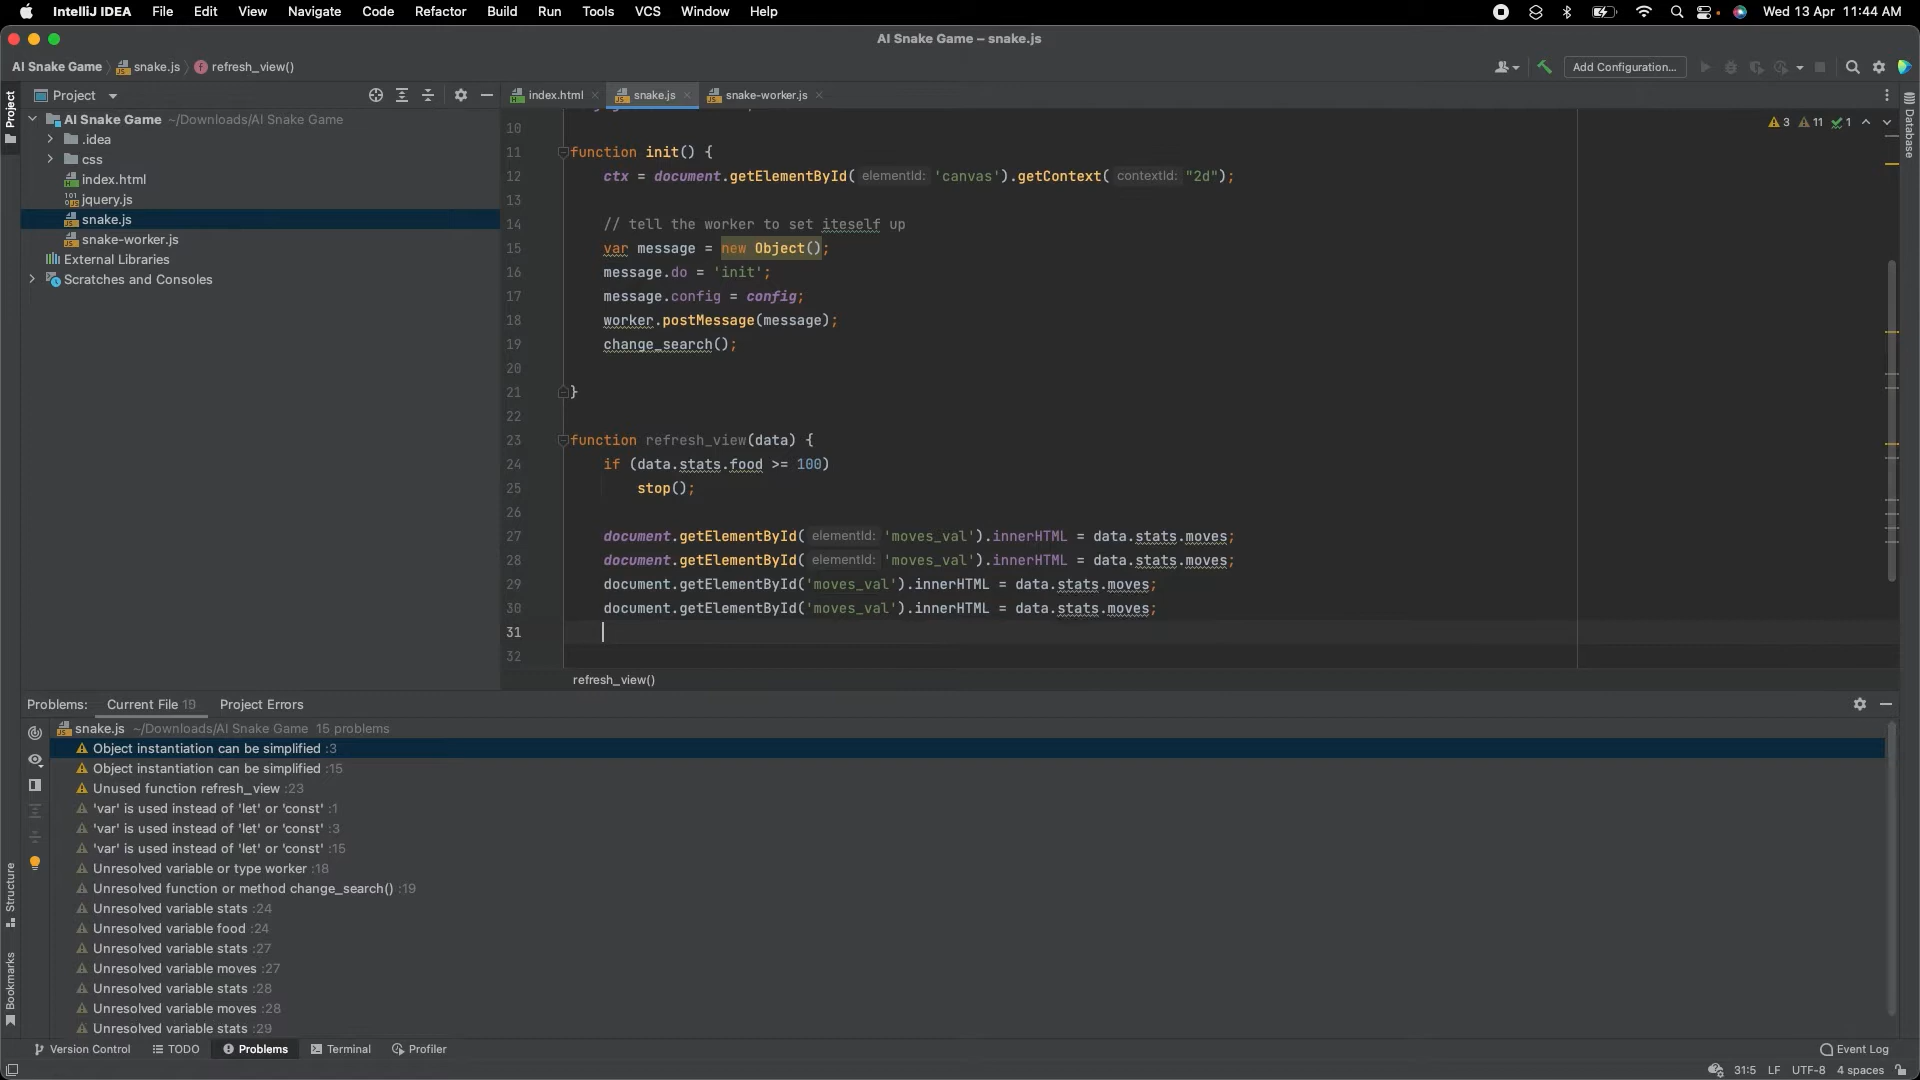 IntelliJ IDEA File Edit View Navigate Code Refactor Build Run Tools VCS Window Help Wed 13 Apr 11:44 AM
AI Snake Game – snake.js
AI Snake Game snake.js refresh_view() Add Configuration...
Project
Project
index.html snake.js snake-worker.js
AI Snake Game ~/Downloads/AI Snake Game
.idea
css
index.html
jquery.js
snake.js
snake-worker.js
External Libraries
Scratches and Consoles
3 11 1
Database
10
11 function init() {
12 ctx = document.getElementById( elementId: 'canvas').getContext( contextId: "2d");
13
14 // tell the worker to set iteself up
15 var message = new Object();
16 message.do = 'init';
17 message.config = config;
18 worker.postMessage(message);
19 change_search();
20
21 }
22
23 function refresh_view(data) {
24 if (data.stats.food >= 100)
25 stop();
26
27 document.getElementById( elementId: 'moves_val').innerHTML = data.stats.moves;
28 document.getElementById( elementId: 'moves_val').innerHTML = data.stats.moves;
29 document.getElementById('moves_val').innerHTML = data.stats.moves;
30 document.getElementById('moves_val').innerHTML = data.stats.moves;
31
32
refresh_view()
Problems: Current File 19 Project Errors
snake.js ~/Downloads/AI Snake Game 15 problems
Object instantiation can be simplified :3
Object instantiation can be simplified :15
Unused function refresh_view :23
'var' is used instead of 'let' or 'const' :1
'var' is used instead of 'let' or 'const' :3
'var' is used instead of 'let' or 'const' :15
Unresolved variable or type worker :18
Unresolved function or method change_search() :19
Unresolved variable stats :24
Unresolved variable food :24
Unresolved variable stats :27
Unresolved variable moves :27
Unresolved variable stats :28
Unresolved variable moves :28
Unresolved variable stats :29
Structure
Bookmarks
Version Control TODO Problems Terminal Profiler Event Log
31:5 LF UTF-8 4 spaces